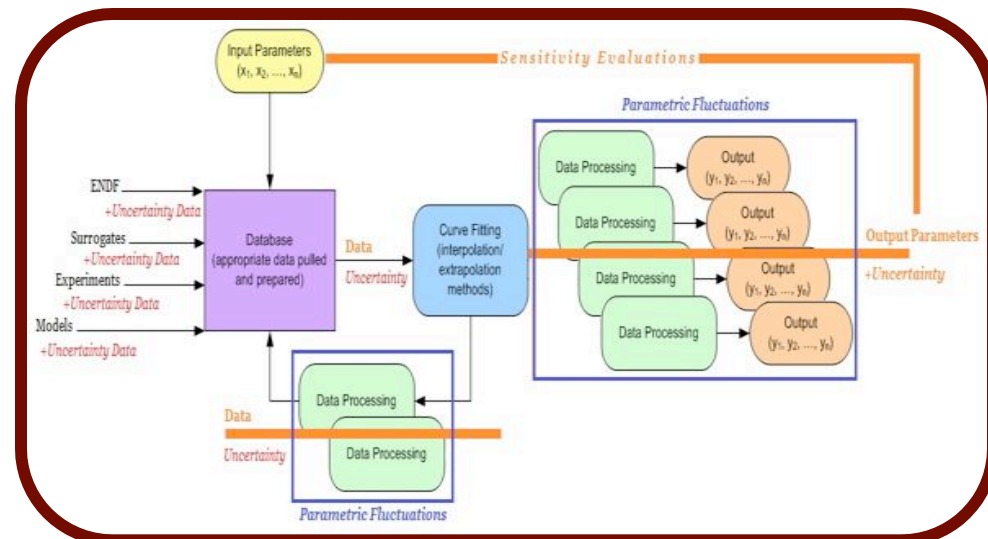 Input Parameters
(x₁, x₂, ..., xₙ)
Sensitivity Evaluations
Parametric Fluctuations
Data Processing
Output
(y₁, y₂, ..., yₙ)
ENDF
+Uncertainty Data
Surrogates
+Uncertainty Data
Experiments
+Uncertainty Data
Models
+Uncertainty Data
Database
(appropriate data pulled
and prepared)
Data
Uncertainty
Curve Fitting
(interpolation/
extrapolation
methods)
Data Processing
Output
(y₁, y₂, ..., yₙ)
Output Parameters
+Uncertainty
Data Processing
Output
(y₁, y₂, ..., yₙ)
Data Processing
Output
(y₁, y₂, ..., yₙ)
Data Processing
Data
Uncertainty
Data Processing
Parametric Fluctuations